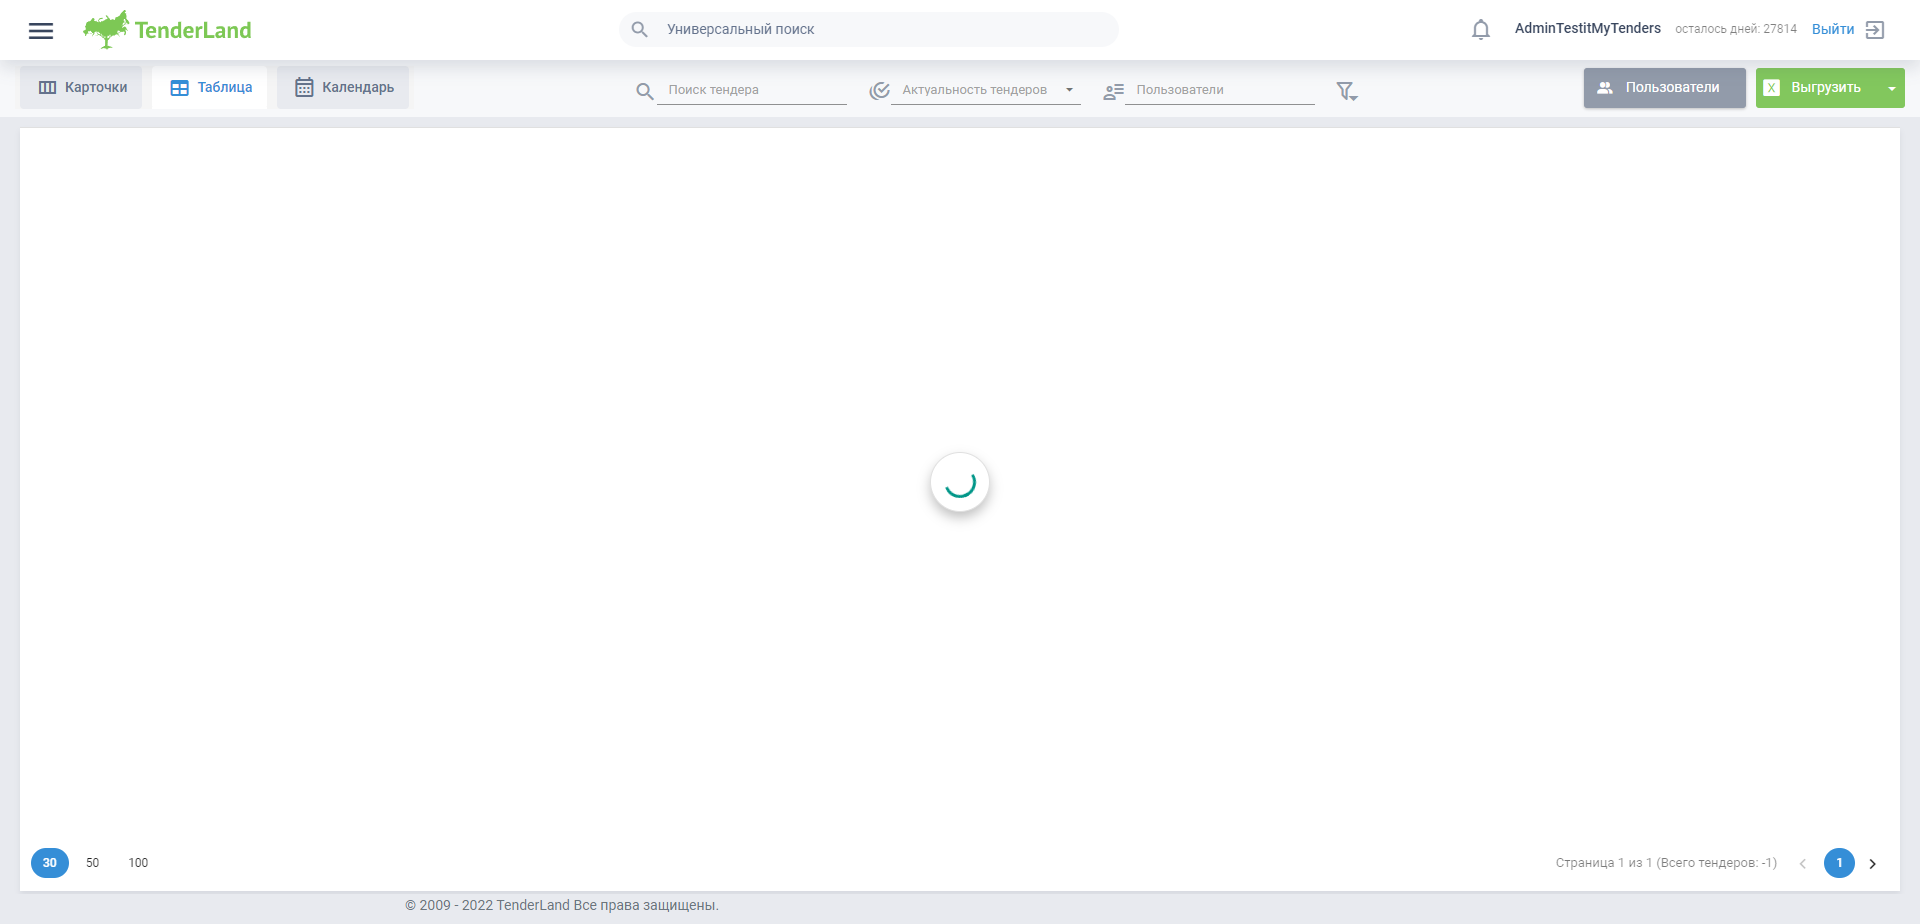 TenderLand
Универсальный поиск
AdminTestitMyTenders осталось дней: 27814 Выйти
Карточки Таблица Календарь
Поиск тендера Актуальность тендеров Пользователи
Пользователи X Выгрузить
30 50 100
Страница 1 из 1 (Всего тендеров: -1) 1
© 2009 - 2022 TenderLand Все права защищены.